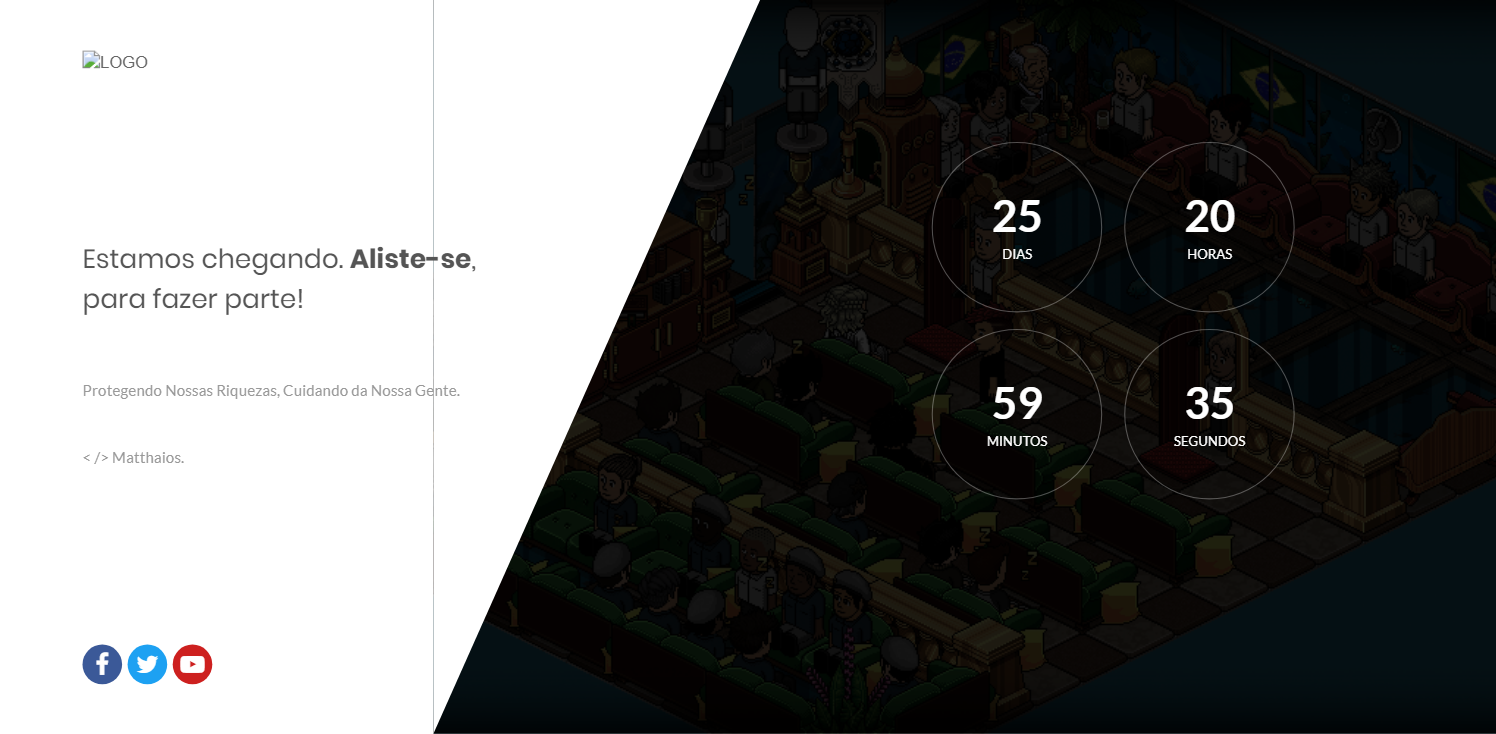 LOGO
Estamos chegando. Aliste-se,
para fazer parte!
Protegendo Nossas Riquezas, Cuidando da Nossa Gente.
< /> Matthaios.
25
DIAS
20
HORAS
59
MINUTOS
35
SEGUNDOS